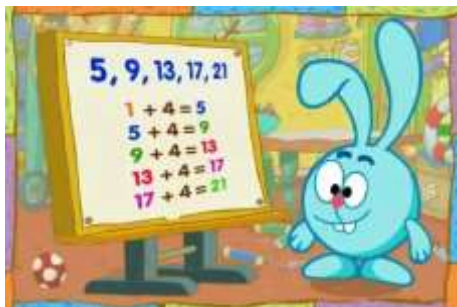 5, 9, 13, 17, 21
1 + 4 = 5
5 + 4 = 9
9 + 4 = 13
13 + 4 = 17
17 + 4 = 21